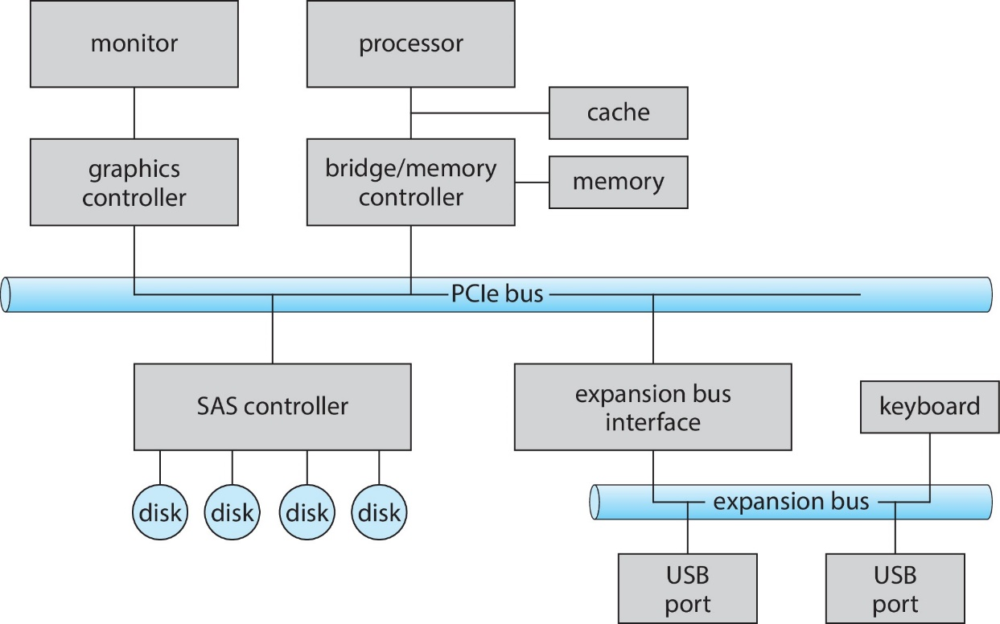 monitor
processor
cache
graphics
controller
bridge/memory
controller
memory
PCIe bus
SAS controller
expansion bus
interface
keyboard
disk
disk
disk
disk
expansion bus
USB
port
USB
port